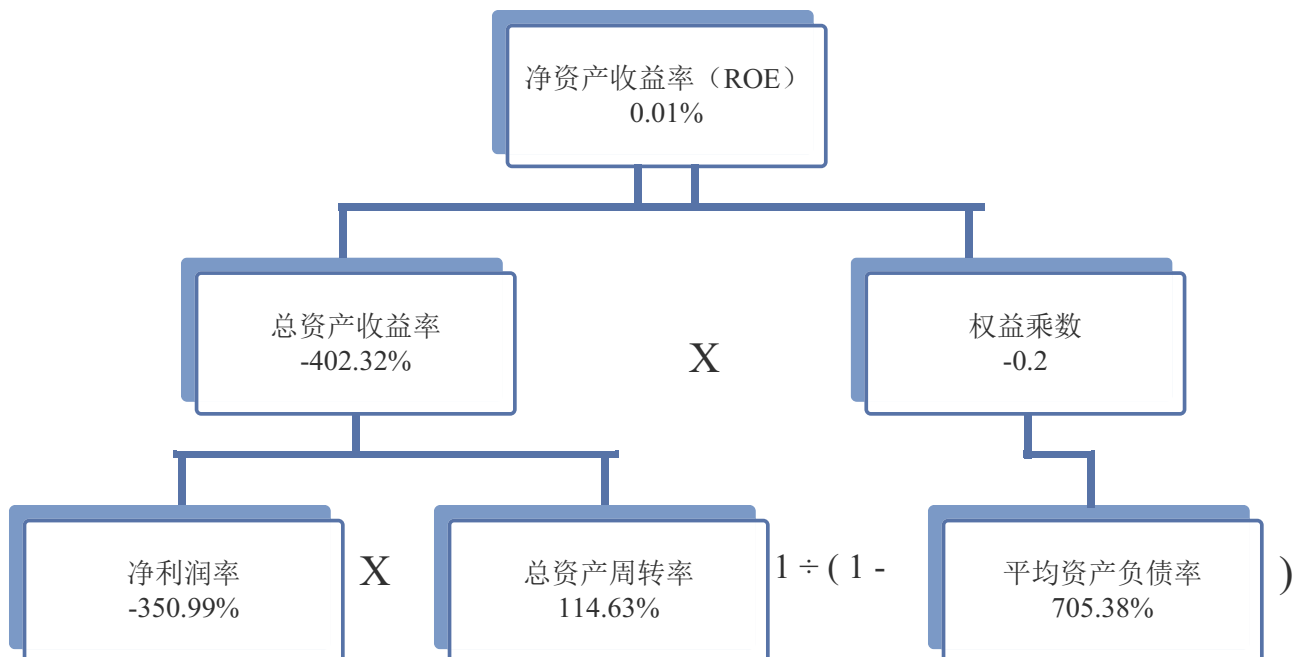 净资产收益率（ROE）
0.01%
总资产收益率
-402.32%
X
权益乘数
-0.2
净利润率
-350.99%
X
总资产周转率
114.63%
1 ÷ ( 1 -
平均资产负债率
705.38%
)